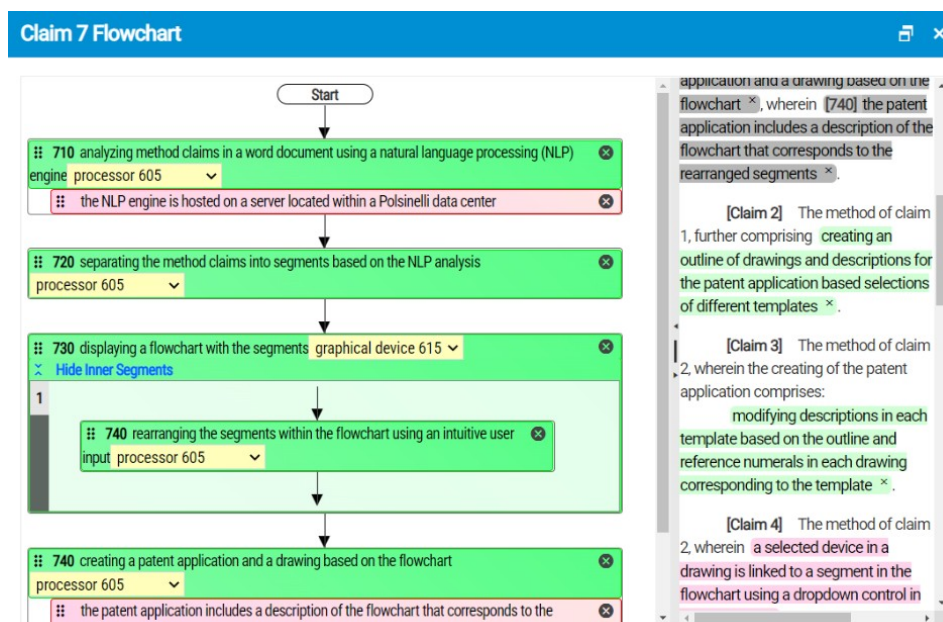 Claim 7 Flowchart
Start
710 analyzing method claims in a word document using a natural language processing (NLP)
engine processor 605
the NLP engine is hosted on a server located within a Polsinelli data center
720 separating the method claims into segments based on the NLP analysis
processor 605
730 displaying a flowchart with the segments graphical device 615
Hide Inner Segments
1
740 rearranging the segments within the flowchart using an intuitive user
input processor 605
740 creating a patent application and a drawing based on the flowchart
processor 605
the patent application includes a description of the flowchart that corresponds to the
application and a drawing based on the
flowchart ×, wherein [740] the patent
application includes a description of the
flowchart that corresponds to the
rearranged segments ×.
[Claim 2] The method of claim
1, further comprising creating an
outline of drawings and descriptions for
the patent application based selections
of different templates ×.
[Claim 3] The method of claim
2, wherein the creating of the patent
application comprises:
modifying descriptions in each
template based on the outline and
reference numerals in each drawing
corresponding to the template ×.
[Claim 4] The method of claim
2, wherein a selected device in a
drawing is linked to a segment in the
flowchart using a dropdown control in